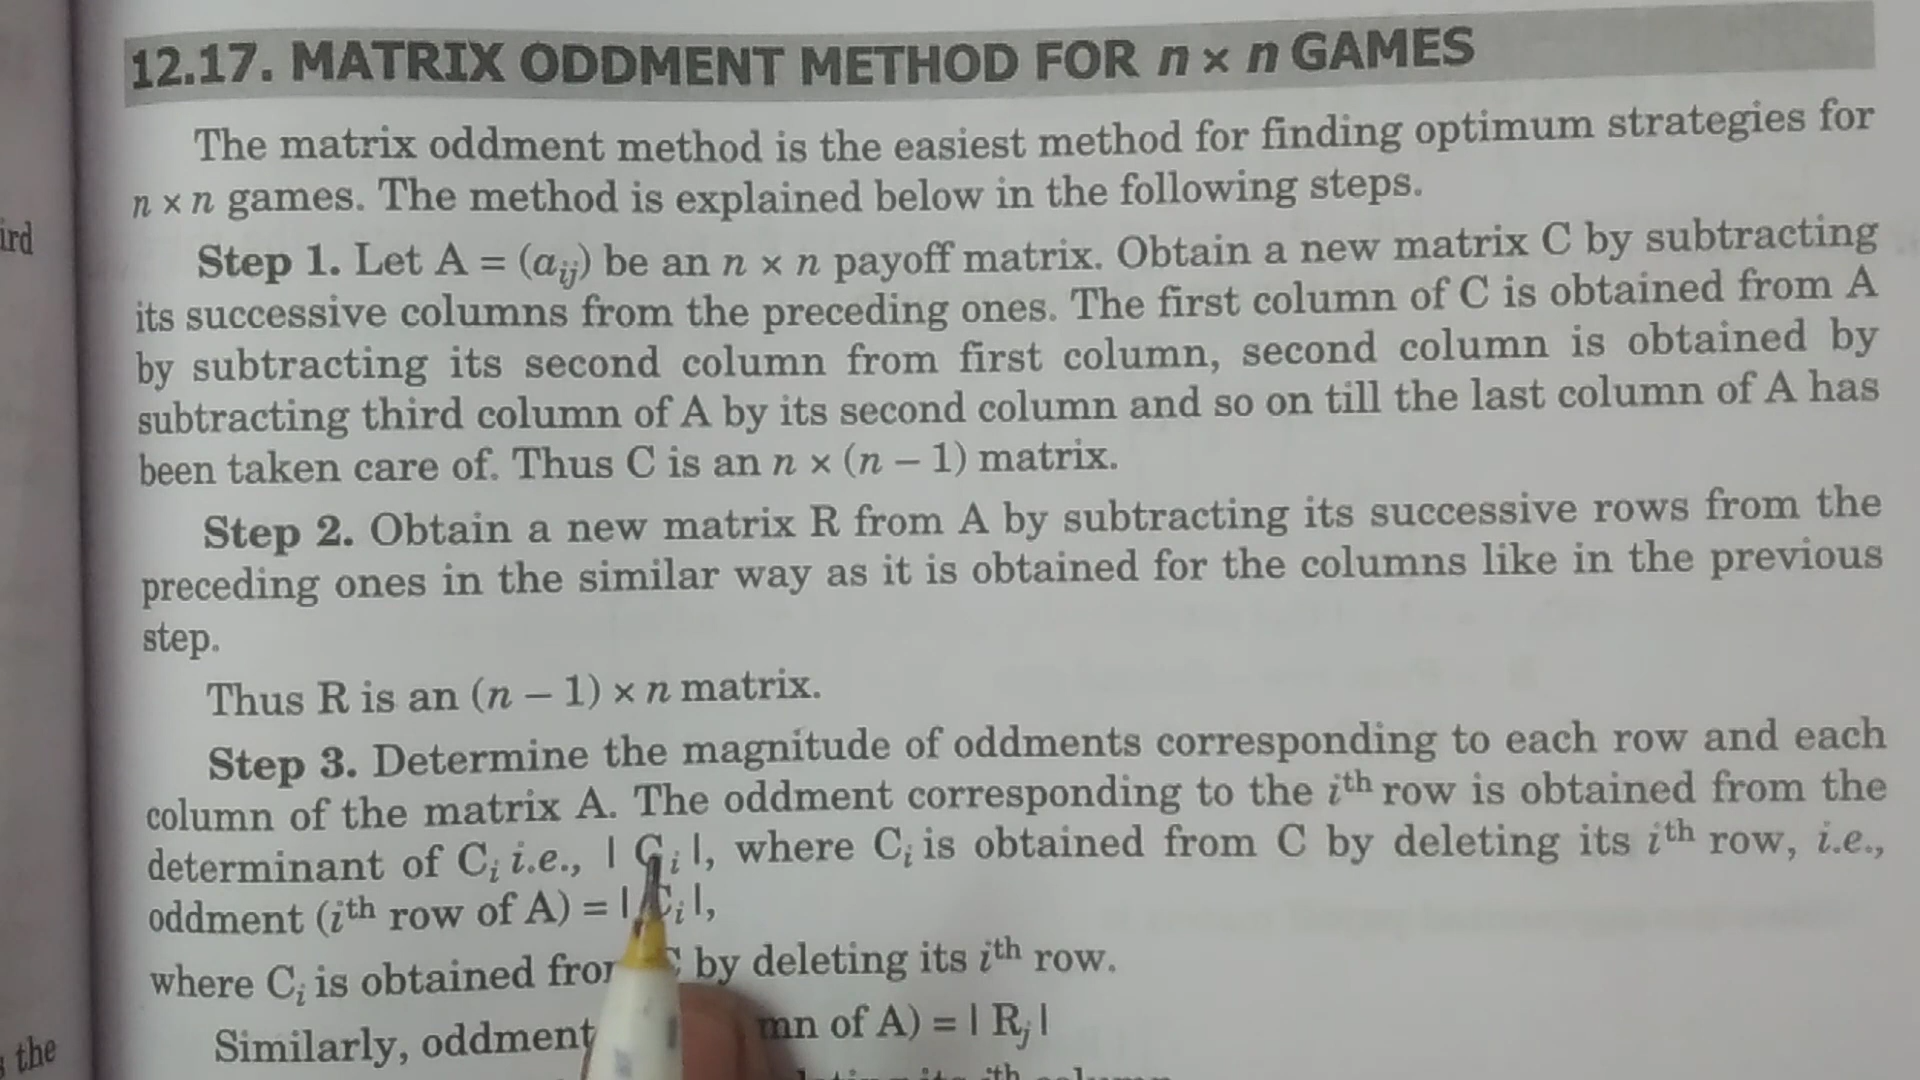 12.17. MATRIX ODDMENT METHOD FOR n × n GAMES
The matrix oddment method is the easiest method for finding optimum strategies for
n × n games. The method is explained below in the following steps.
ird
Step 1. Let A = (aᵢⱼ) be an n × n payoff matrix. Obtain a new matrix C by subtracting
its successive columns from the preceding ones. The first column of C is obtained from A
by subtracting its second column from first column, second column is obtained by
subtracting third column of A by its second column and so on till the last column of A has
been taken care of. Thus C is an n × (n – 1) matrix.
Step 2. Obtain a new matrix R from A by subtracting its successive rows from the
preceding ones in the similar way as it is obtained for the columns like in the previous
step.
Thus R is an (n – 1) × n matrix.
Step 3. Determine the magnitude of oddments corresponding to each row and each
column of the matrix A. The oddment corresponding to the iᵗʰ row is obtained from the
determinant of Cᵢ i.e., | Cᵢ |, where Cᵢ is obtained from C by deleting its iᵗʰ row, i.e.,
oddment (iᵗʰ row of A) = | Cᵢ |,
where Cᵢ is obtained C by deleting its iᵗʰ row.
Similarly, oddment of A) = | Rⱼ |
the